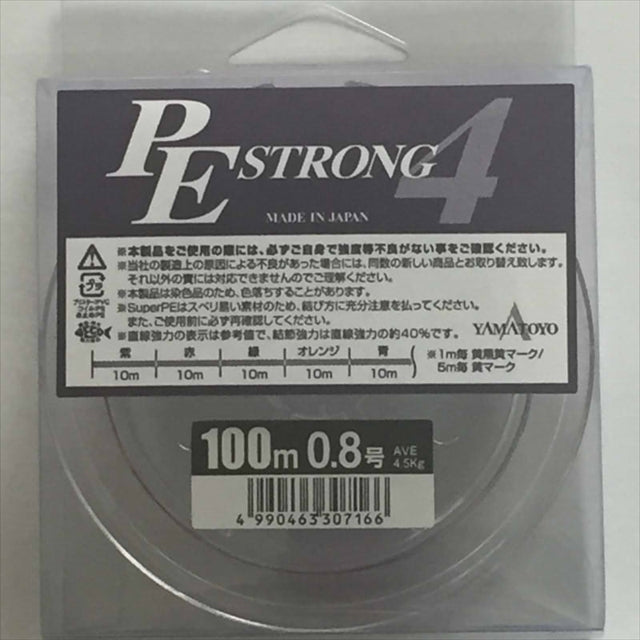 PE STRONG 4
MADE IN JAPAN
※本製品をご使用の際には、必ずご自身で強度等不良がない事をご確認ください。
※当社の製造上の原因による不良があった場合には、同数の新しい商品とお取り替え致します。
それ以外の責には対応できませんのでご理解ください。
※本製品は染色品のため、色落ちすることがあります。
※SuperPEはスベリ易い素材のため、結び方に充分注意を払ってください。
また、ご使用前に必ず再確認してください。
※直線強力の表示は参考値で、結節強力は直線強力の約40%です。
プラ
YAMATOYO
紫 赤 緑 オレンジ 青
10m 10m 10m 10m 10m
※1m毎 黄黒黄マーク/
5m毎 黄マーク
100m 0.8号 AVE 4.5Kg
4 990463 307166